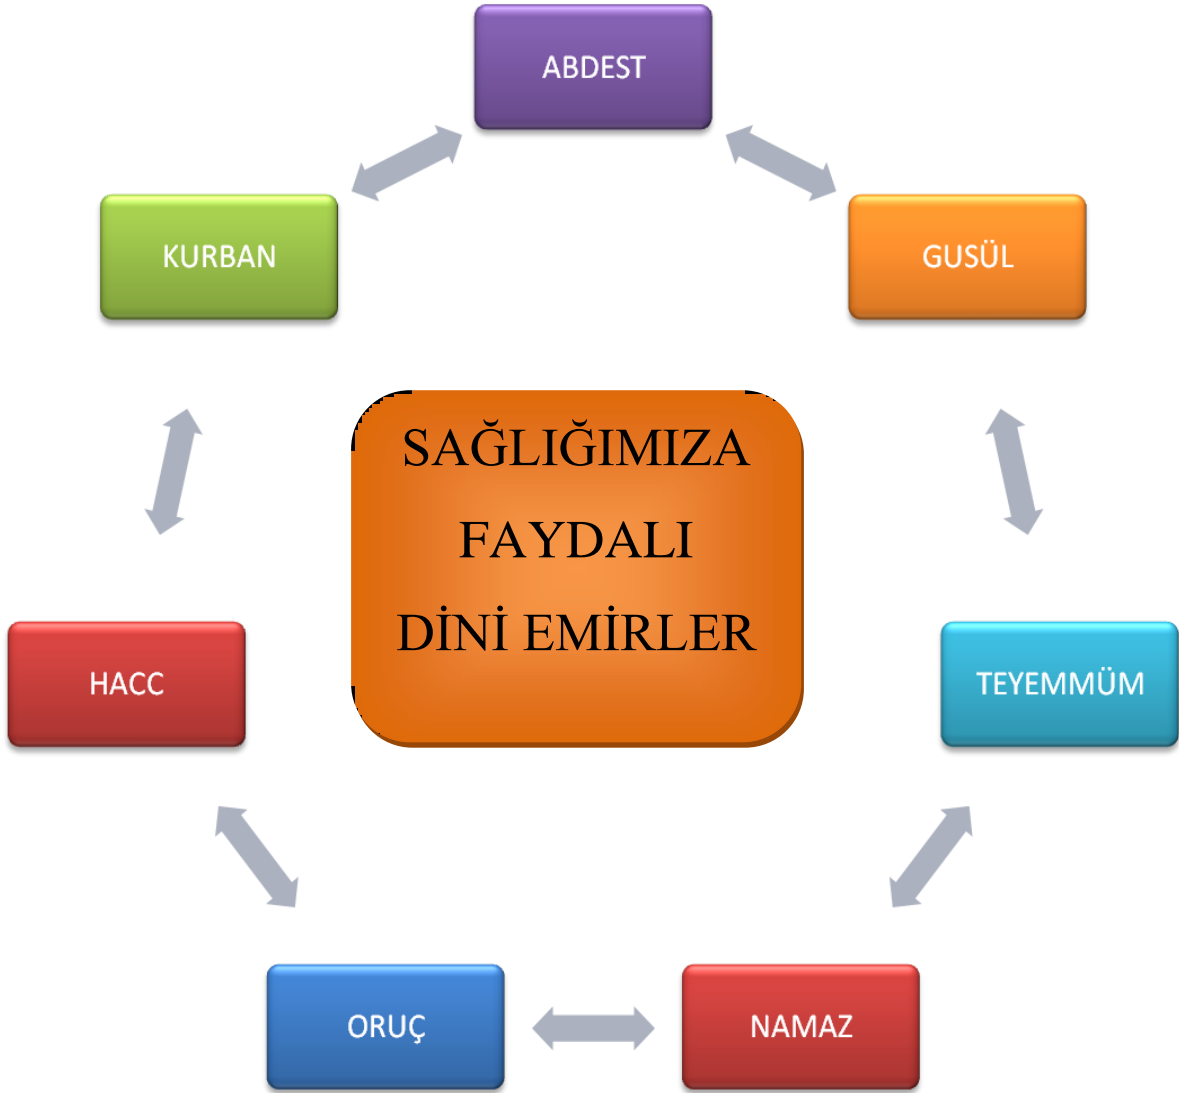 ABDEST
KURBAN
GUSÜL
SAĞLIĞIMIZA
FAYDALI
DİNİ EMİRLER
HACC
TEYEMMÜM
ORUÇ
NAMAZ